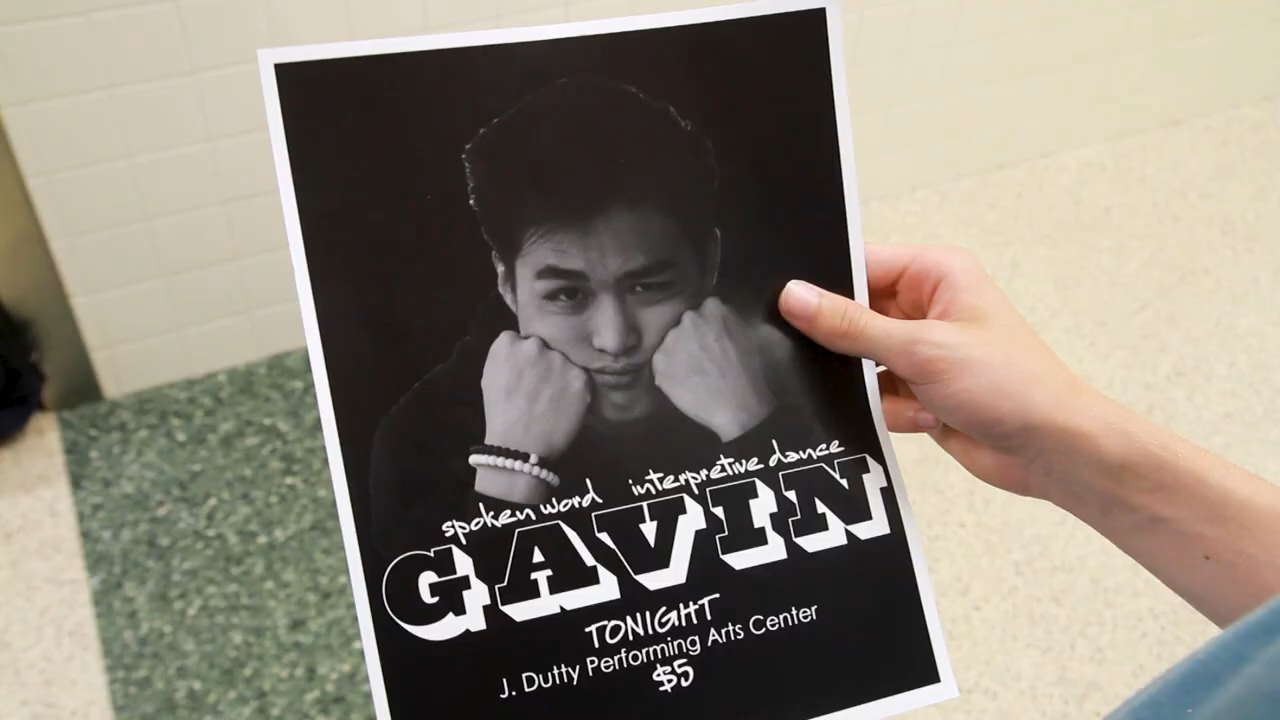 spoken word interpretive dance
GAVIN
TONIGHT
J. Dutty Performing Arts Center
$5